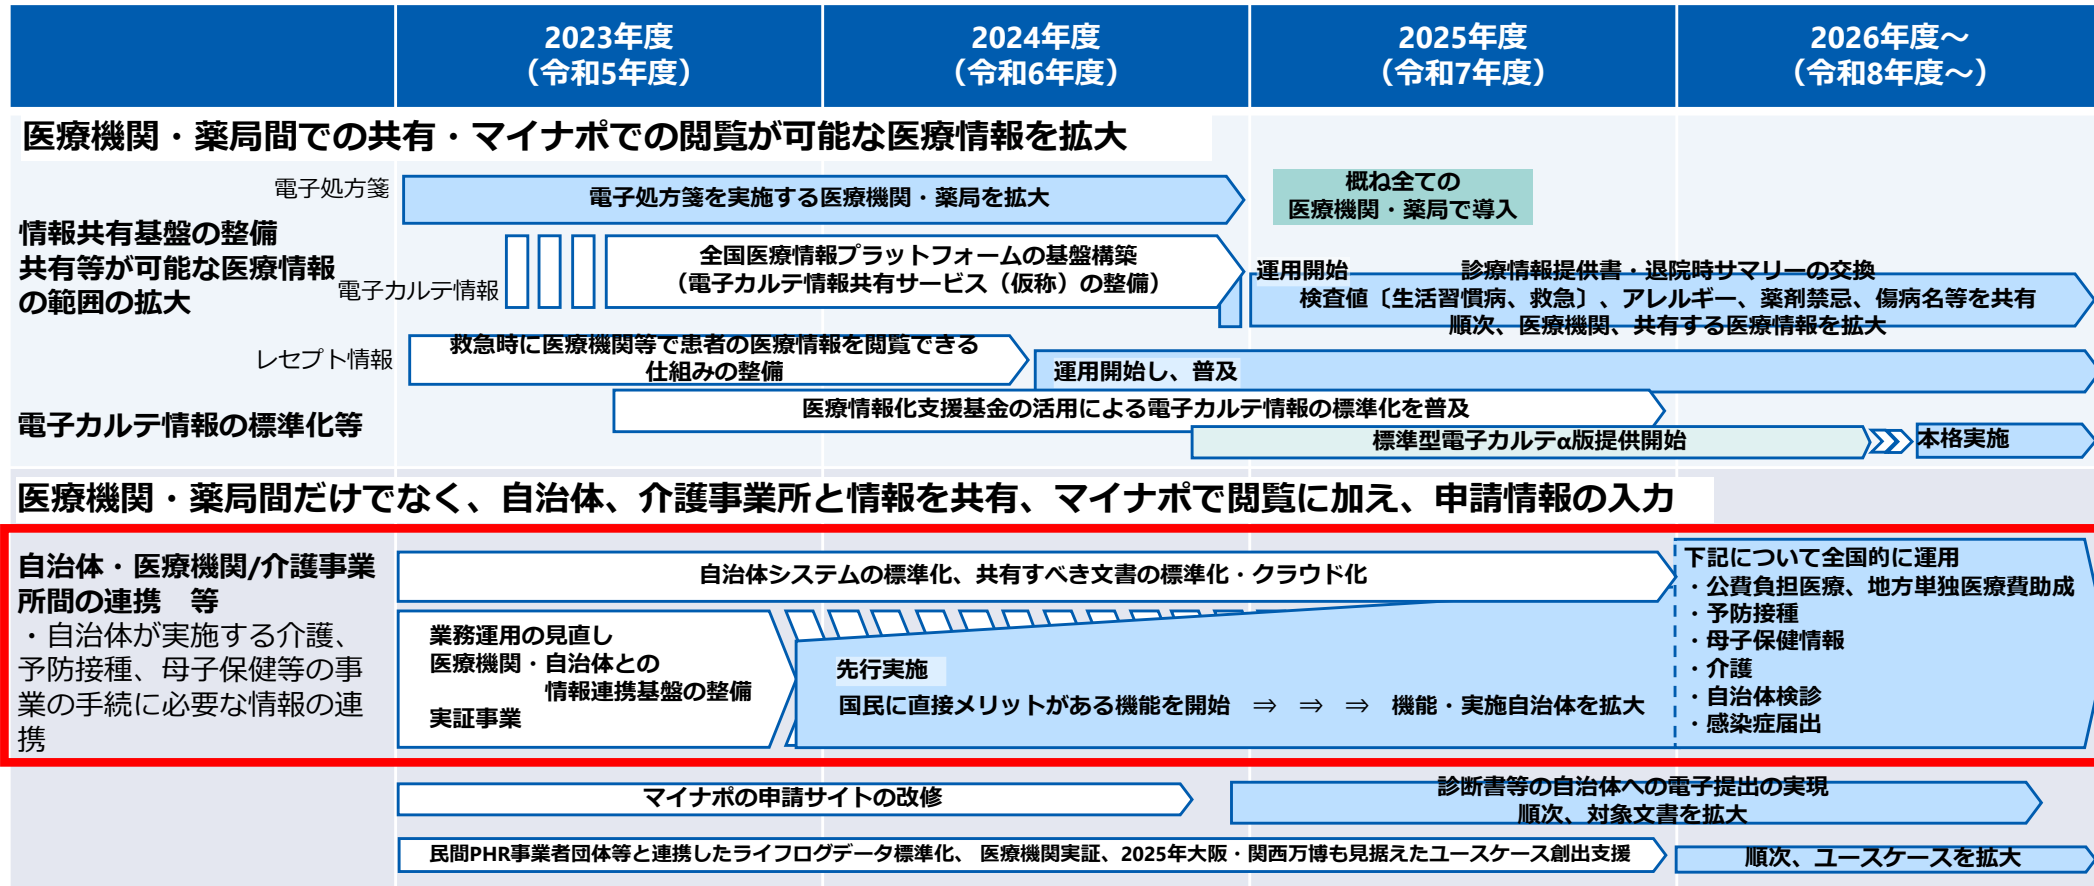 2023年度
（令和5年度）
2024年度
（令和6年度）
2025年度
（令和7年度）
2026年度～
（令和8年度～）
医療機関・薬局間での共有・マイナポでの閲覧が可能な医療情報を拡大
電子処方箋
電子処方箋を実施する医療機関・薬局を拡大
概ね全ての
医療機関・薬局で導入
情報共有基盤の整備
共有等が可能な医療情報
の範囲の拡大
電子カルテ情報
全国医療情報プラットフォームの基盤構築
（電子カルテ情報共有サービス（仮称）の整備）
運用開始
診療情報提供書・退院時サマリーの交換
検査値〔生活習慣病、救急〕、アレルギー、薬剤禁忌、傷病名等を共有
順次、医療機関、共有する医療情報を拡大
レセプト情報
救急時に医療機関等で患者の医療情報を閲覧できる
仕組みの整備
運用開始し、普及
電子カルテ情報の標準化等
医療情報化支援基金の活用による電子カルテ情報の標準化を普及
標準型電子カルテα版提供開始
本格実施
医療機関・薬局間だけでなく、自治体、介護事業所と情報を共有、マイナポで閲覧に加え、申請情報の入力
自治体・医療機関/介護事業
所間の連携　等
・自治体が実施する介護、
予防接種、母子保健等の事
業の手続に必要な情報の連
携
自治体システムの標準化、共有すべき文書の標準化・クラウド化
業務運用の見直し
医療機関・自治体との
情報連携基盤の整備
実証事業
先行実施
国民に直接メリットがある機能を開始　⇒　⇒　⇒　機能・実施自治体を拡大
下記について全国的に運用
・公費負担医療、地方単独医療費助成
・予防接種
・母子保健情報
・介護
・自治体検診
・感染症届出
マイナポの申請サイトの改修
診断書等の自治体への電子提出の実現
順次、対象文書を拡大
民間PHR事業者団体等と連携したライフログデータ標準化、 医療機関実証、2025年大阪・関西万博も見据えたユースケース創出支援
順次、ユースケースを拡大